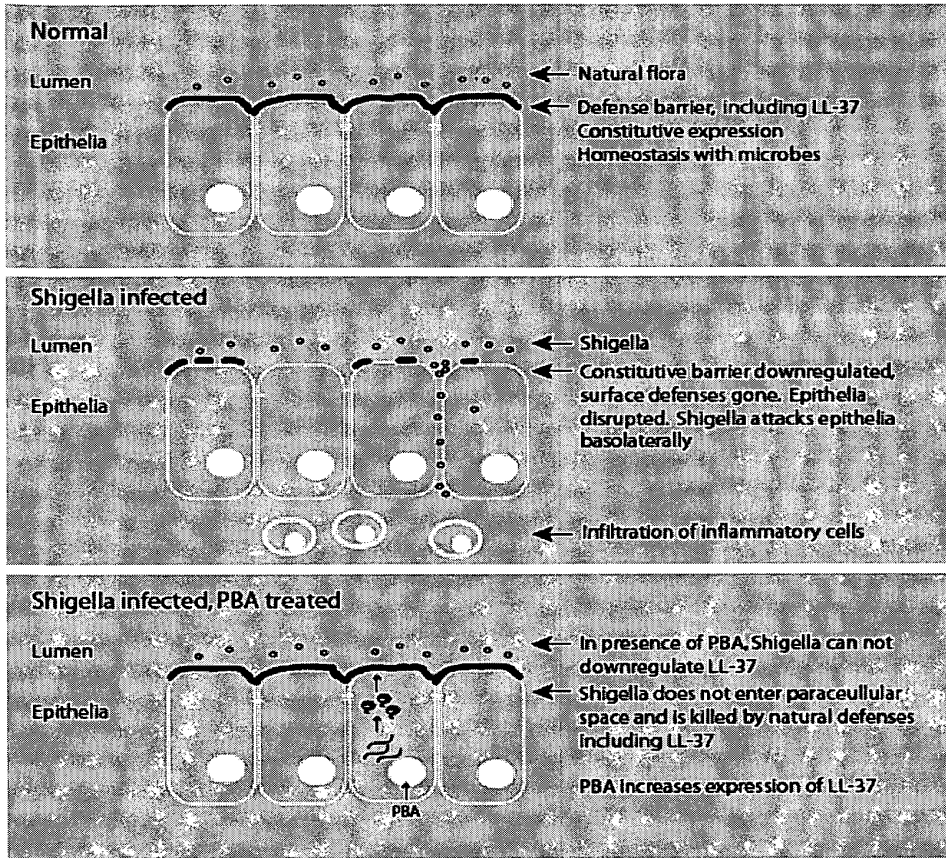 Normal
Lumen
Natural flora
Defense barrier, including LL-37
Epithelia
Constitutive expression
Homeostasis with microbes
Shigella infected
Lumen
Shigella
Constitutive barrier downregulated,
Epithelia
surface defenses gone. Epithelia
disrupted. Shigella attacks epithelia
basolaterally
Infiltration of inflammatory cells
Shigella infected, PBA treated
Lumen
In presence of PBA, Shigella can not
downregulate LL-37
Epithelia
Shigella does not enter paraceullular
space and is killed by natural defenses
including LL-37
PBA increases expression of LL-37
PBA